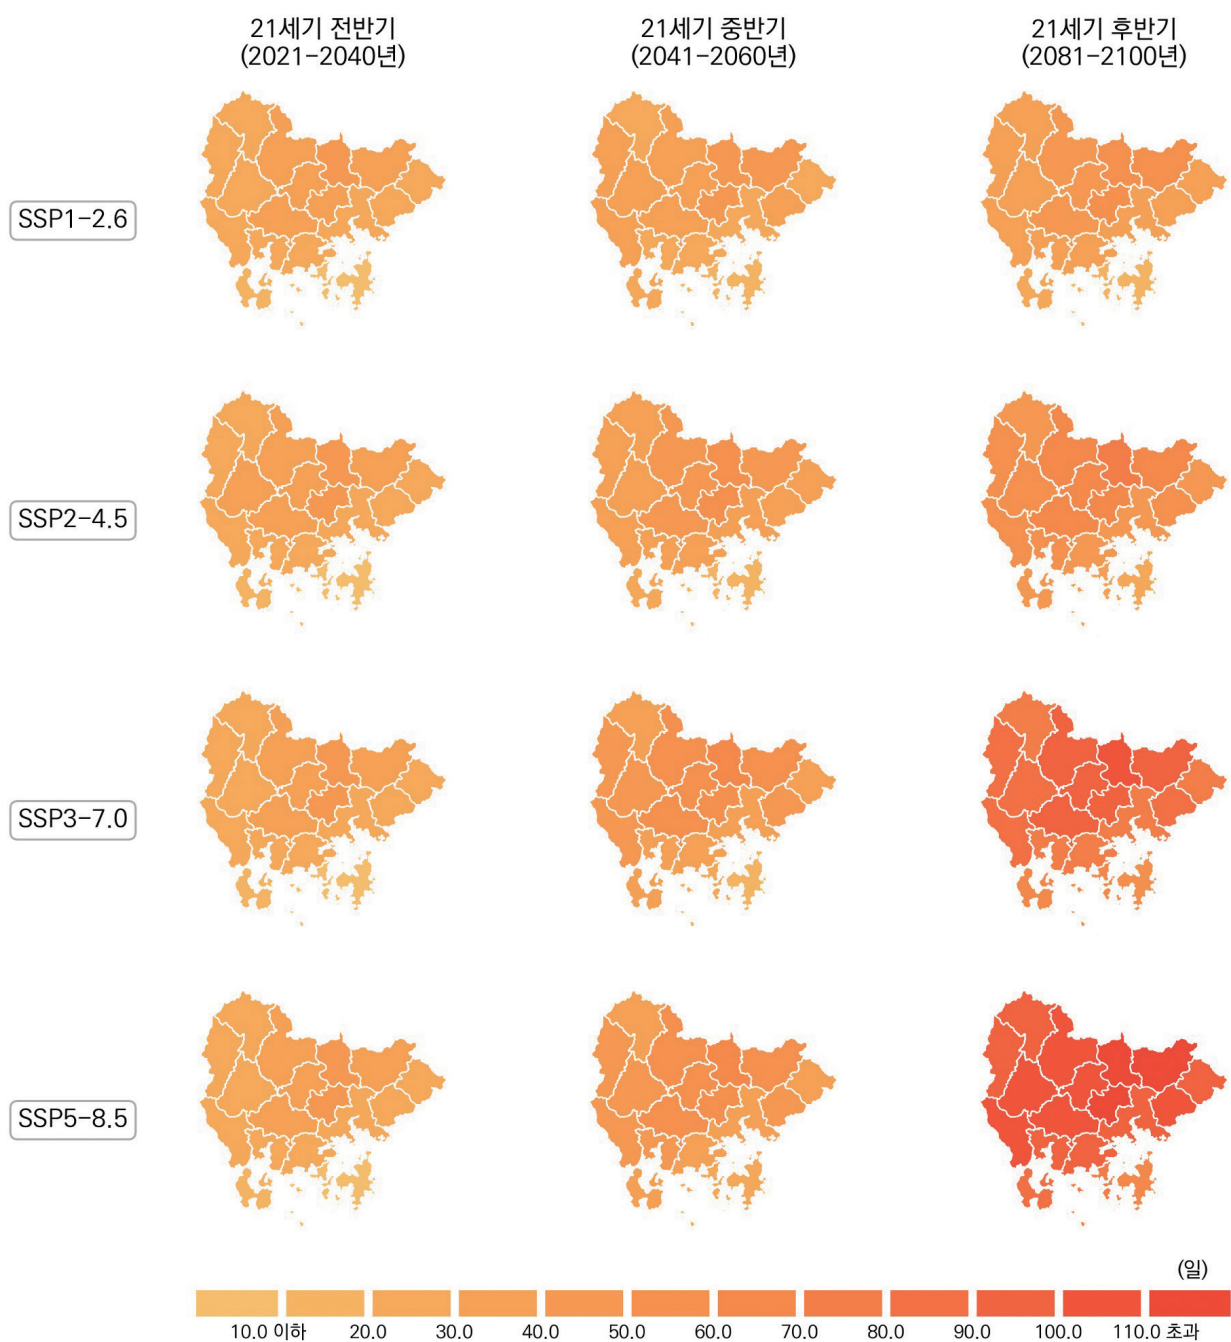 21세기 전반기
(2021-2040년)
21세기 중반기
(2041-2060년)
21세기 후반기
(2081-2100년)
SSP1-2.6
SSP2-4.5
SSP3-7.0
SSP5-8.5
(일)
10.0 이하 20.0 30.0 40.0 50.0 60.0 70.0 80.0 90.0 100.0 110.0 초과